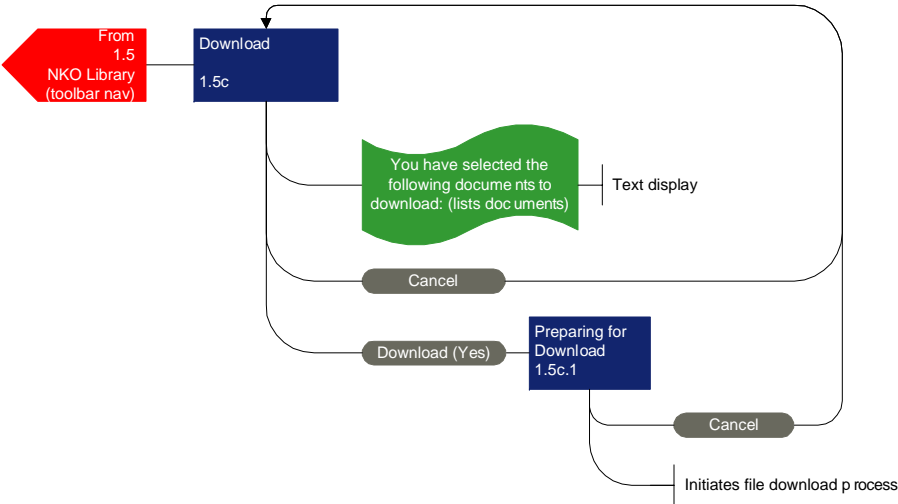 From
1.5
NKO Library
(toolbar nav)
Download
1.5c
You have selected the
following documents to
download: (lists documents)
Text display
Cancel
Download (Yes)
Preparing for
Download
1.5c.1
Cancel
Initiates file download process